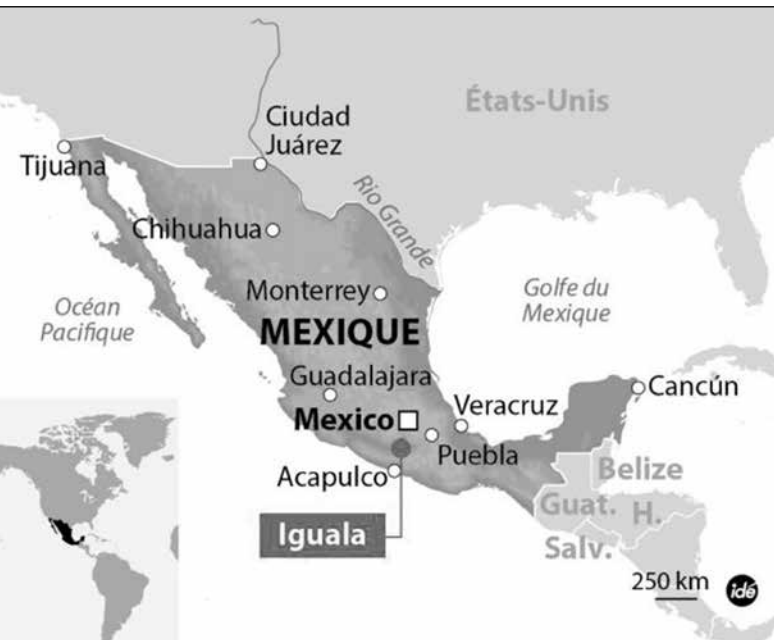 États-Unis
Ciudad
Juárez
Tijuana
Rio Grande
Chihuahua
Monterrey
Golfe du
Mexique
Océan
Pacifique
MEXIQUE
Guadalajara
Cancún
Mexico
Veracruz
Puebla
Acapulco
Belize
Guat.
H.
Iguala
Salv.
250 km
idé